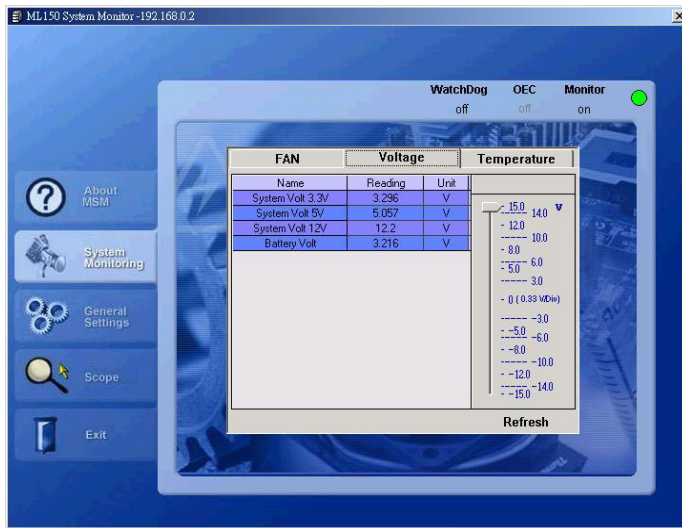 ML150 System Monitor -192.168.0.2
WatchDog OEC Monitor
off off on
FAN Voltage Temperature
Name Reading Unit
System Volt 3.3V 3.296 V
System Volt 5V 5.057 V
System Volt 12V 12.2 V
Battery Volt 3.216 V
15.0 V
14.0
12.0
10.0
8.0
6.0
5.0
3.0
0 ( 0.33 V/Div)
-3.0
-5.0
-6.0
-8.0
-10.0
-12.0
-14.0
-15.0
Refresh
About
MSM
System
Monitoring
General
Settings
Scope
Exit